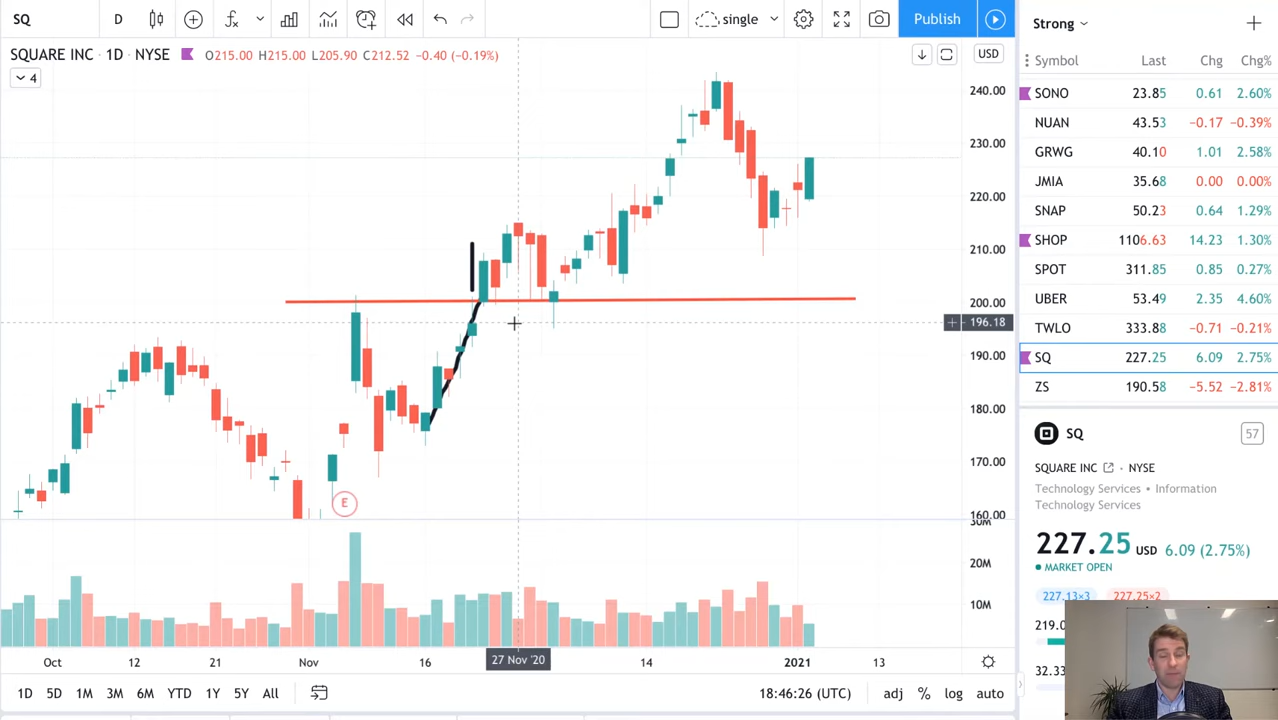 SQ D single Publish
SQUARE INC · 1D · NYSE O215.00 H215.00 L205.90 C212.52 −0.40 (−0.19%)
4
USD
240.00
230.00
220.00
210.00
200.00
196.18
190.00
180.00
170.00
160.00
30M
20M
10M
E
Oct 12 21 Nov 16 27 Nov '20 14 2021 13
1D 5D 1M 3M 6M YTD 1Y 5Y All 18:46:26 (UTC) adj % log auto
Strong
Symbol Last Chg Chg%
SONO 23.85 0.61 2.60%
NUAN 43.53 −0.17 −0.39%
GRWG 40.10 1.01 2.58%
JMIA 35.68 0.00 0.00%
SNAP 50.23 0.64 1.29%
SHOP 1106.63 14.23 1.30%
SPOT 311.85 0.85 0.27%
UBER 53.49 2.35 4.60%
TWLO 333.88 −0.71 −0.21%
SQ 227.25 6.09 2.75%
ZS 190.58 −5.52 −2.81%
SQ 57
SQUARE INC · NYSE
Technology Services • Information
Technology Services
227.25 USD 6.09 (2.75%)
MARKET OPEN
227.13×3 227.25×2
219.0
32.33